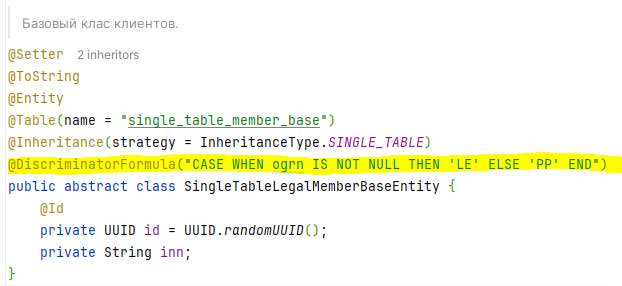 Базовый клас клиентов.
@Setter 2 inheritors
@ToString
@Entity
@Table(name = "single_table_member_base")
@Inheritance(strategy = InheritanceType.SINGLE_TABLE)
@DiscriminatorFormula("CASE WHEN ogrn IS NOT NULL THEN 'LE' ELSE 'PP' END")
public abstract class SingleTableLegalMemberBaseEntity {
@Id
private UUID id = UUID.randomUUID();
private String inn;
}